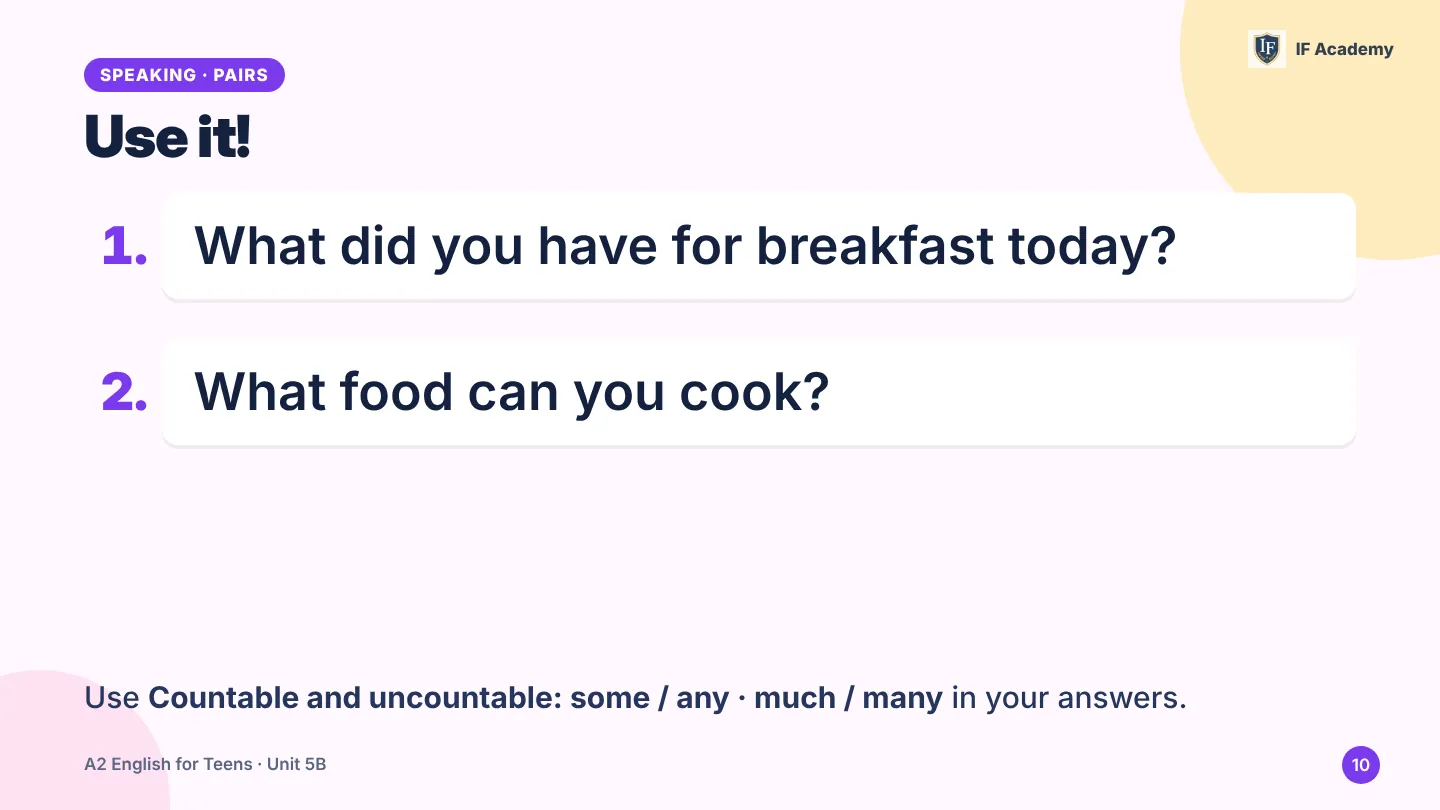 IF Academy
SPEAKING · PAIRS
Use it!
1. What did you have for breakfast today?
2. What food can you cook?
Use Countable and uncountable: some / any · much / many in your answers.
A2 English for Teens · Unit 5B
10